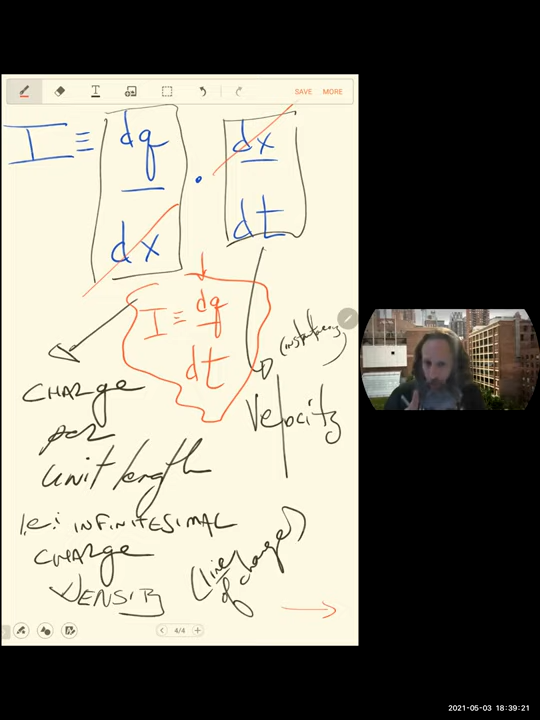 T
SAVE MORE
I ≡ dq/dx · dx/dt
I ≡ dq/dt
(instantaneous)
CHARGE
per
unit length
Velocity
i.e: INFINITESIMAL
CHARGE
DENSITY
(line
of charge)
4/4
2021-05-03 18:39:21